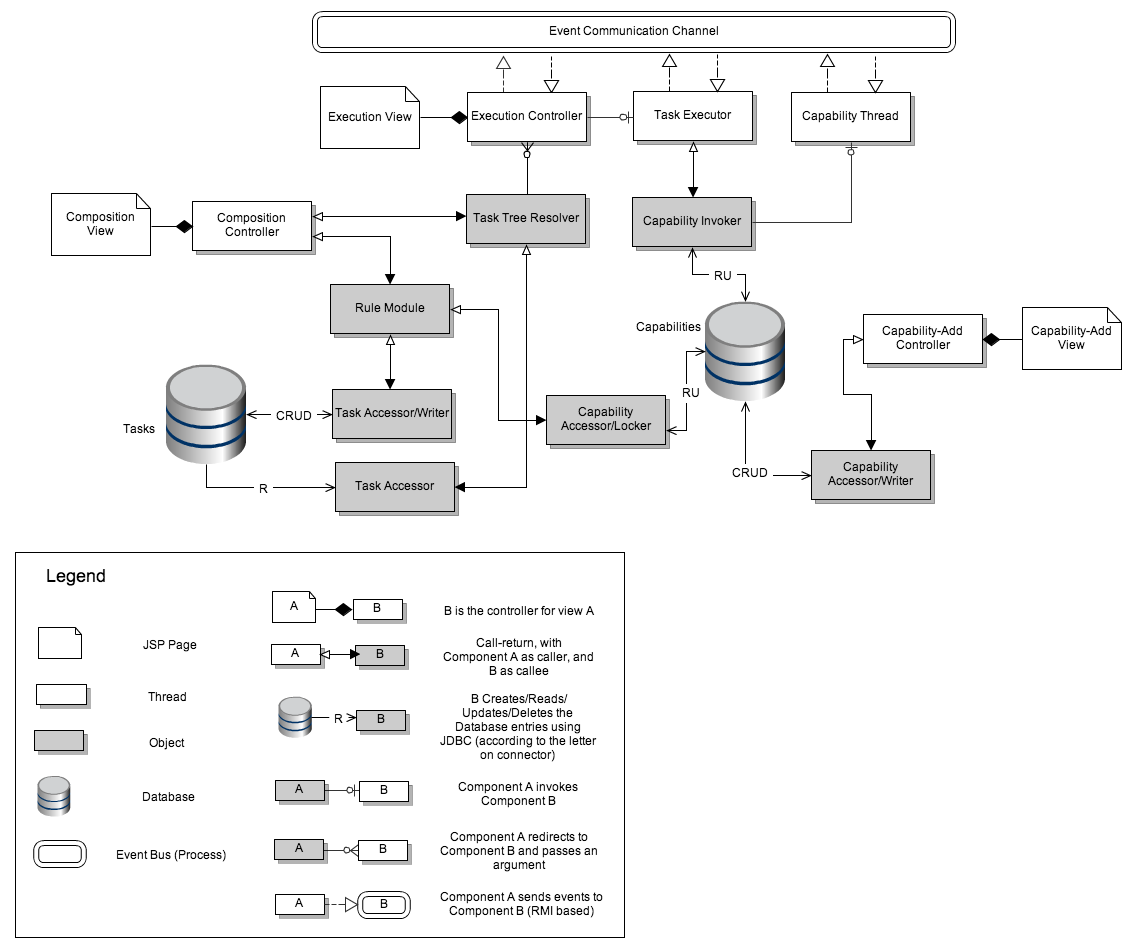 Event Communication Channel
Execution View
Execution Controller
Task Executor
Capability Thread
Composition
View
Composition
Controller
Task Tree Resolver
Capability Invoker
RU
Rule Module
Capabilities
Capability-Add
Controller
Capability-Add
View
RU
Tasks
CRUD
Task Accessor/Writer
Capability
Accessor/Locker
CRUD
Capability
Accessor/Writer
R
Task Accessor
Legend
JSP Page
Thread
Object
Database
Event Bus (Process)
A
B
B is the controller for view A
A
B
Call-return, with
Component A as caller, and
B as callee
R
B
B Creates/Reads/
Updates/Deletes the
Database entries using
JDBC (according to the letter
on connector)
A
B
Component A invokes
Component B
A
B
Component A redirects to
Component B and passes an
argument
A
B
Component A sends events to
Component B (RMI based)